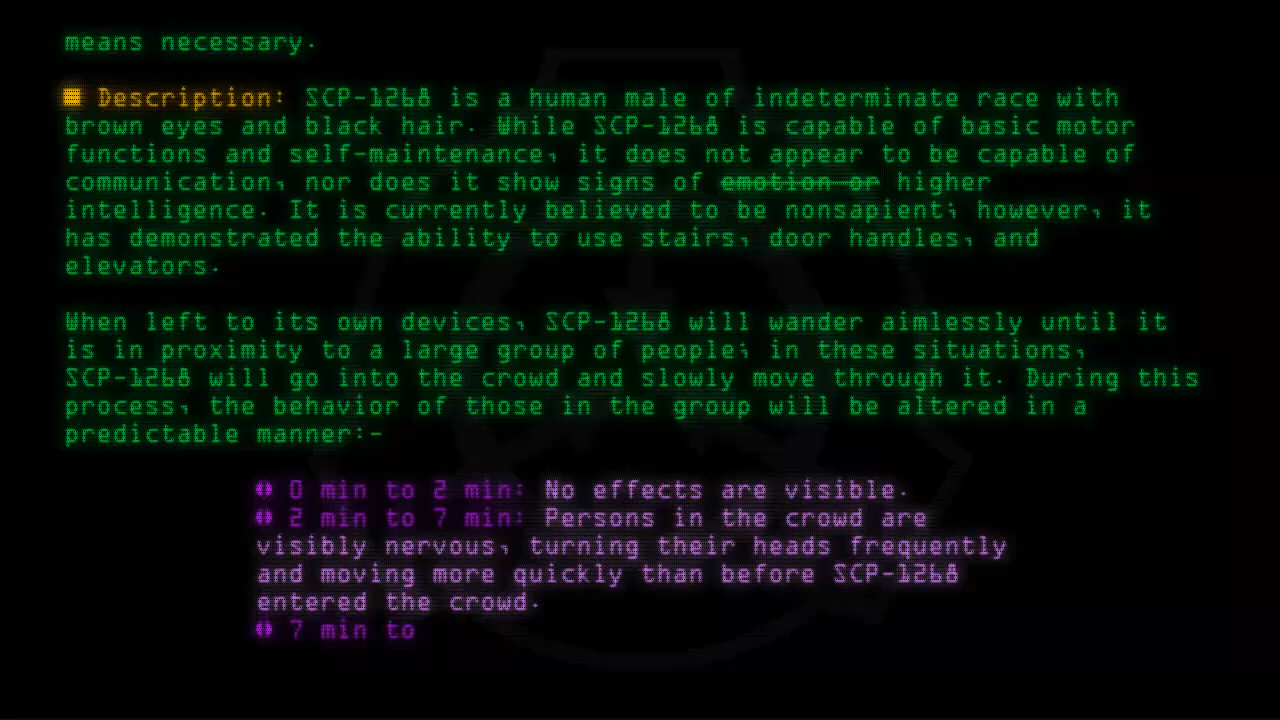 means necessary.
■ Description: SCP-1268 is a human male of indeterminate race with
brown eyes and black hair. While SCP-1268 is capable of basic motor
functions and self-maintenance, it does not appear to be capable of
communication, nor does it show signs of emotion or higher
intelligence. It is currently believed to be nonsapient; however, it
has demonstrated the ability to use stairs, door handles, and
elevators.
When left to its own devices, SCP-1268 will wander aimlessly until it
is in proximity to a large group of people; in these situations,
SCP-1268 will go into the crowd and slowly move through it. During this
process, the behavior of those in the group will be altered in a
predictable manner:-
0 min to 2 min: No effects are visible.
2 min to 7 min: Persons in the crowd are
visibly nervous, turning their heads frequently
and moving more quickly than before SCP-1268
entered the crowd.
7 min to